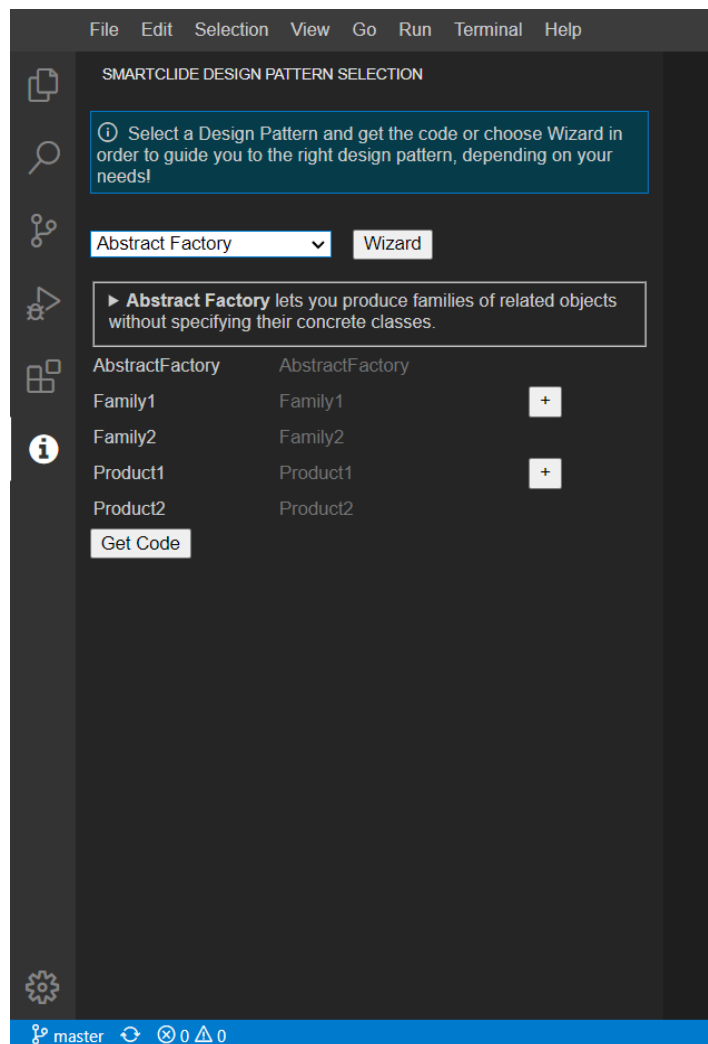 File Edit Selection View Go Run Terminal Help
SMARTCLIDE DESIGN PATTERN SELECTION
Select a Design Pattern and get the code or choose Wizard in
order to guide you to the right design pattern, depending on your
needs!
Abstract Factory Wizard
Abstract Factory lets you produce families of related objects
without specifying their concrete classes.
AbstractFactory AbstractFactory
Family1 Family1 +
Family2 Family2
Product1 Product1 +
Product2 Product2
Get Code
master 0 0